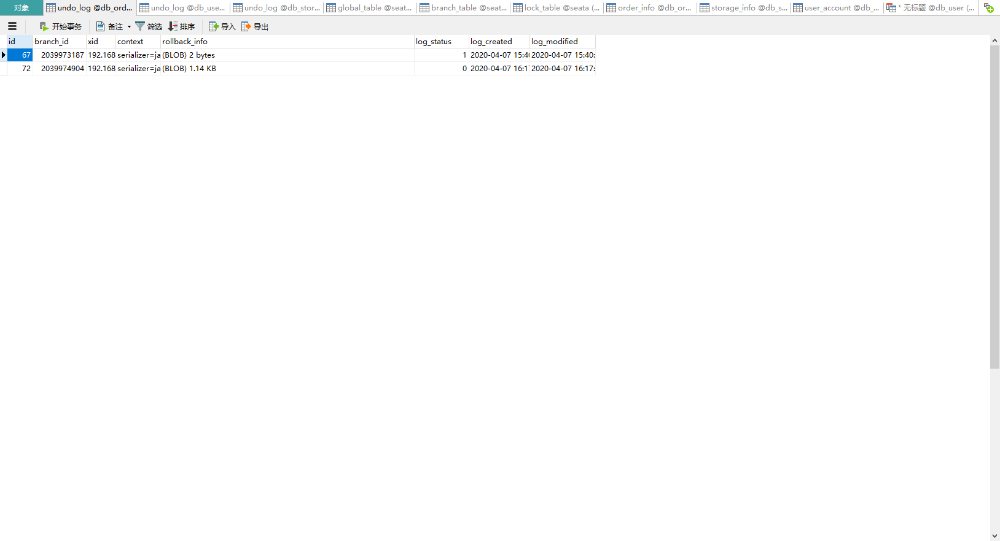 对象 undo_log @db_ord... undo_log @db_use... undo_log @db_stor... global_table @seat... branch_table @seat... lock_table @seata (... order_info @db_or... storage_info @db_s... user_account @db_... * 无标题 @db_user (...
开始事务 备注 筛选 排序 导入 导出
id branch_id xid context rollback_info log_status log_created log_modified
67 2039973187 192.168 serializer=ja (BLOB) 2 bytes 1 2020-04-07 15:40 2020-04-07 15:40:
72 2039974904 192.168 serializer=ja (BLOB) 1.14 KB 0 2020-04-07 16:17 2020-04-07 16:17: